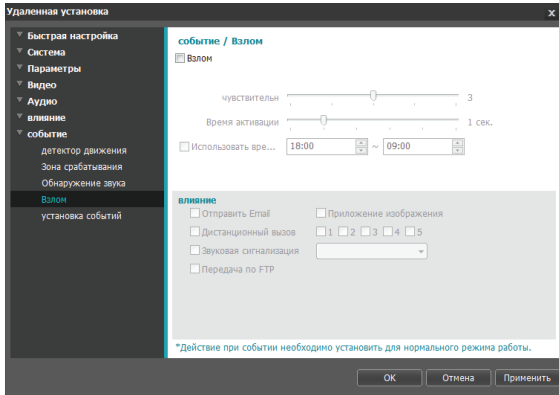 Удаленная установка x
Быстрая настройка
Система
Параметры
Видео
Аудио
влияние
событие
детектор движения
Зона срабатывания
Обнаружение звука
Взлом
установка событий
событие / Взлом
Взлом
чувствительн 3
Время активации 1 сек.
Использовать вре... 18:00 ~ 09:00
влияние
Отправить Email Приложение изображения
Дистанционный вызов 1 2 3 4 5
Звуковая сигнализация
Передача по FTP
*Действие при событии необходимо установить для нормального режима работы.
OK Отмена Применить